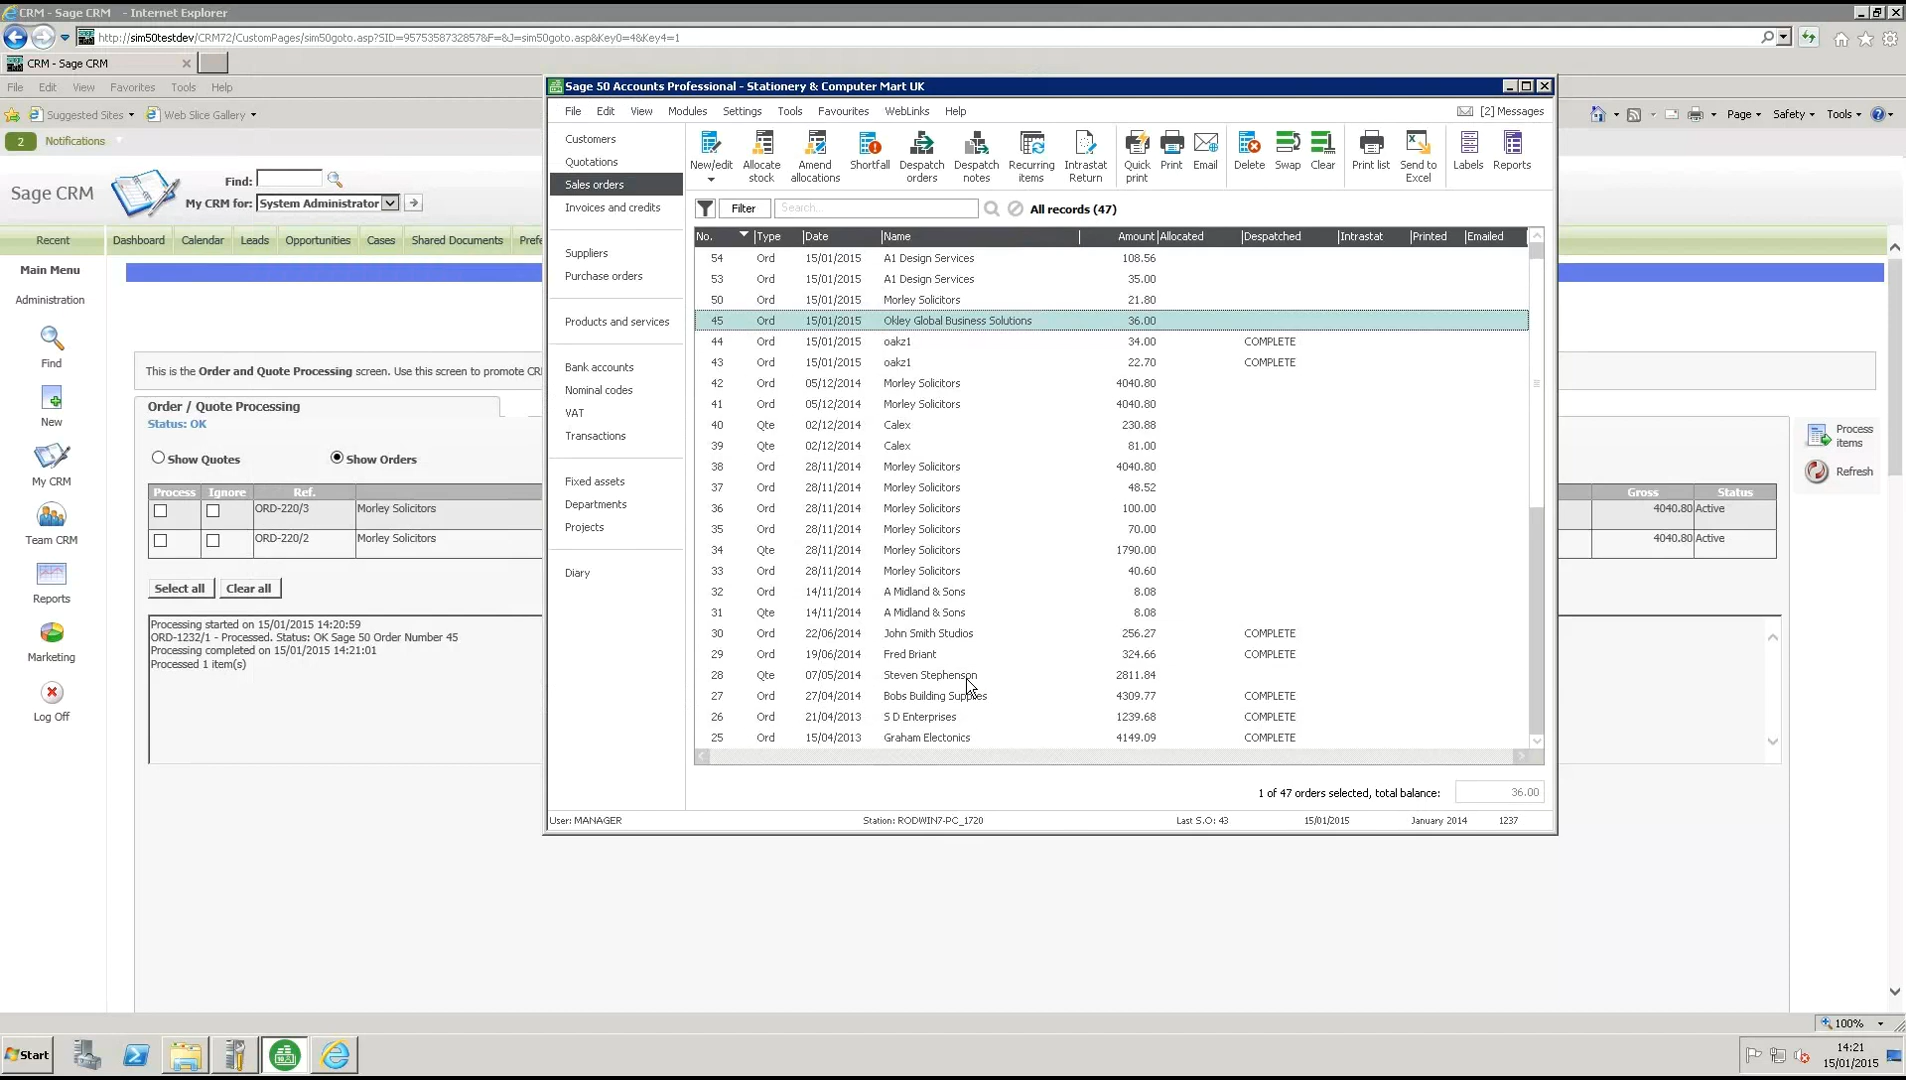 CRM - Sage CRM - Internet Explorer
http://sim50testdev/CRM72/CustomPages/sim50goto.asp?SID=95753587328578&F=&J=sim50goto.asp&Key0=4&Key4=1
CRM - Sage CRM
File Edit View Favorites Tools Help
Suggested Sites Web Slice Gallery
Page Safety Tools
2 Notifications
Sage CRM
Find:
My CRM for: System Administrator
Recent Dashboard Calendar Leads Opportunities Cases Shared Documents Prefe
Main Menu
Administration
Find
New
My CRM
Team CRM
Reports
Marketing
Log Off
This is the Order and Quote Processing screen. Use this screen to promote CR
Order / Quote Processing
Status: OK
Show Quotes Show Orders
Process Ignore Ref. Gross Status
ORD-220/3 Morley Solicitors 4040.80 Active
ORD-220/2 Morley Solicitors 4040.80 Active
Select all Clear all
Processing started on 15/01/2015 14:20:59
ORD-1232/1 - Processed. Status: OK Sage 50 Order Number 45
Processing completed on 15/01/2015 14:21:01
Processed 1 item(s)
Process items
Refresh
Sage 50 Accounts Professional - Stationery & Computer Mart UK
File Edit View Modules Settings Tools Favourites WebLinks Help
[2] Messages
Customers
Quotations
Sales orders
Invoices and credits
Suppliers
Purchase orders
Products and services
Bank accounts
Nominal codes
VAT
Transactions
Fixed assets
Departments
Projects
Diary
New/edit Allocate stock Amend allocations Shortfall Despatch orders Despatch notes Recurring items Intrastat Return Quick print Print Email Delete Swap Clear Print list Send to Excel Labels Reports
Filter Search... All records (47)
No. Type Date Name Amount Allocated Despatched Intrastat Printed Emailed
54 Ord 15/01/2015 A1 Design Services 108.56
53 Ord 15/01/2015 A1 Design Services 35.00
50 Ord 15/01/2015 Morley Solicitors 21.80
45 Ord 15/01/2015 Okley Global Business Solutions 36.00
44 Ord 15/01/2015 oakz1 34.00 COMPLETE
43 Ord 15/01/2015 oakz1 22.70 COMPLETE
42 Ord 05/12/2014 Morley Solicitors 4040.80
41 Ord 05/12/2014 Morley Solicitors 4040.80
40 Qte 02/12/2014 Calex 230.88
39 Qte 02/12/2014 Calex 81.00
38 Ord 28/11/2014 Morley Solicitors 4040.80
37 Ord 28/11/2014 Morley Solicitors 48.52
36 Ord 28/11/2014 Morley Solicitors 100.00
35 Ord 28/11/2014 Morley Solicitors 70.00
34 Qte 28/11/2014 Morley Solicitors 1790.00
33 Ord 28/11/2014 Morley Solicitors 40.60
32 Ord 14/11/2014 A Midland & Sons 8.08
31 Qte 14/11/2014 A Midland & Sons 8.08
30 Ord 22/06/2014 John Smith Studios 256.27 COMPLETE
29 Ord 19/06/2014 Fred Briant 324.66 COMPLETE
28 Qte 07/05/2014 Steven Stephenson 2811.84
27 Ord 27/04/2014 Bobs Building Supplies 4309.77 COMPLETE
26 Ord 21/04/2013 S D Enterprises 1239.68 COMPLETE
25 Ord 15/04/2013 Graham Electonics 4149.09 COMPLETE
1 of 47 orders selected, total balance: 36.00
User: MANAGER Station: RODWIN7-PC_1720 Last S.O: 43 15/01/2015 January 2014 1237
100%
Start
14:21
15/01/2015